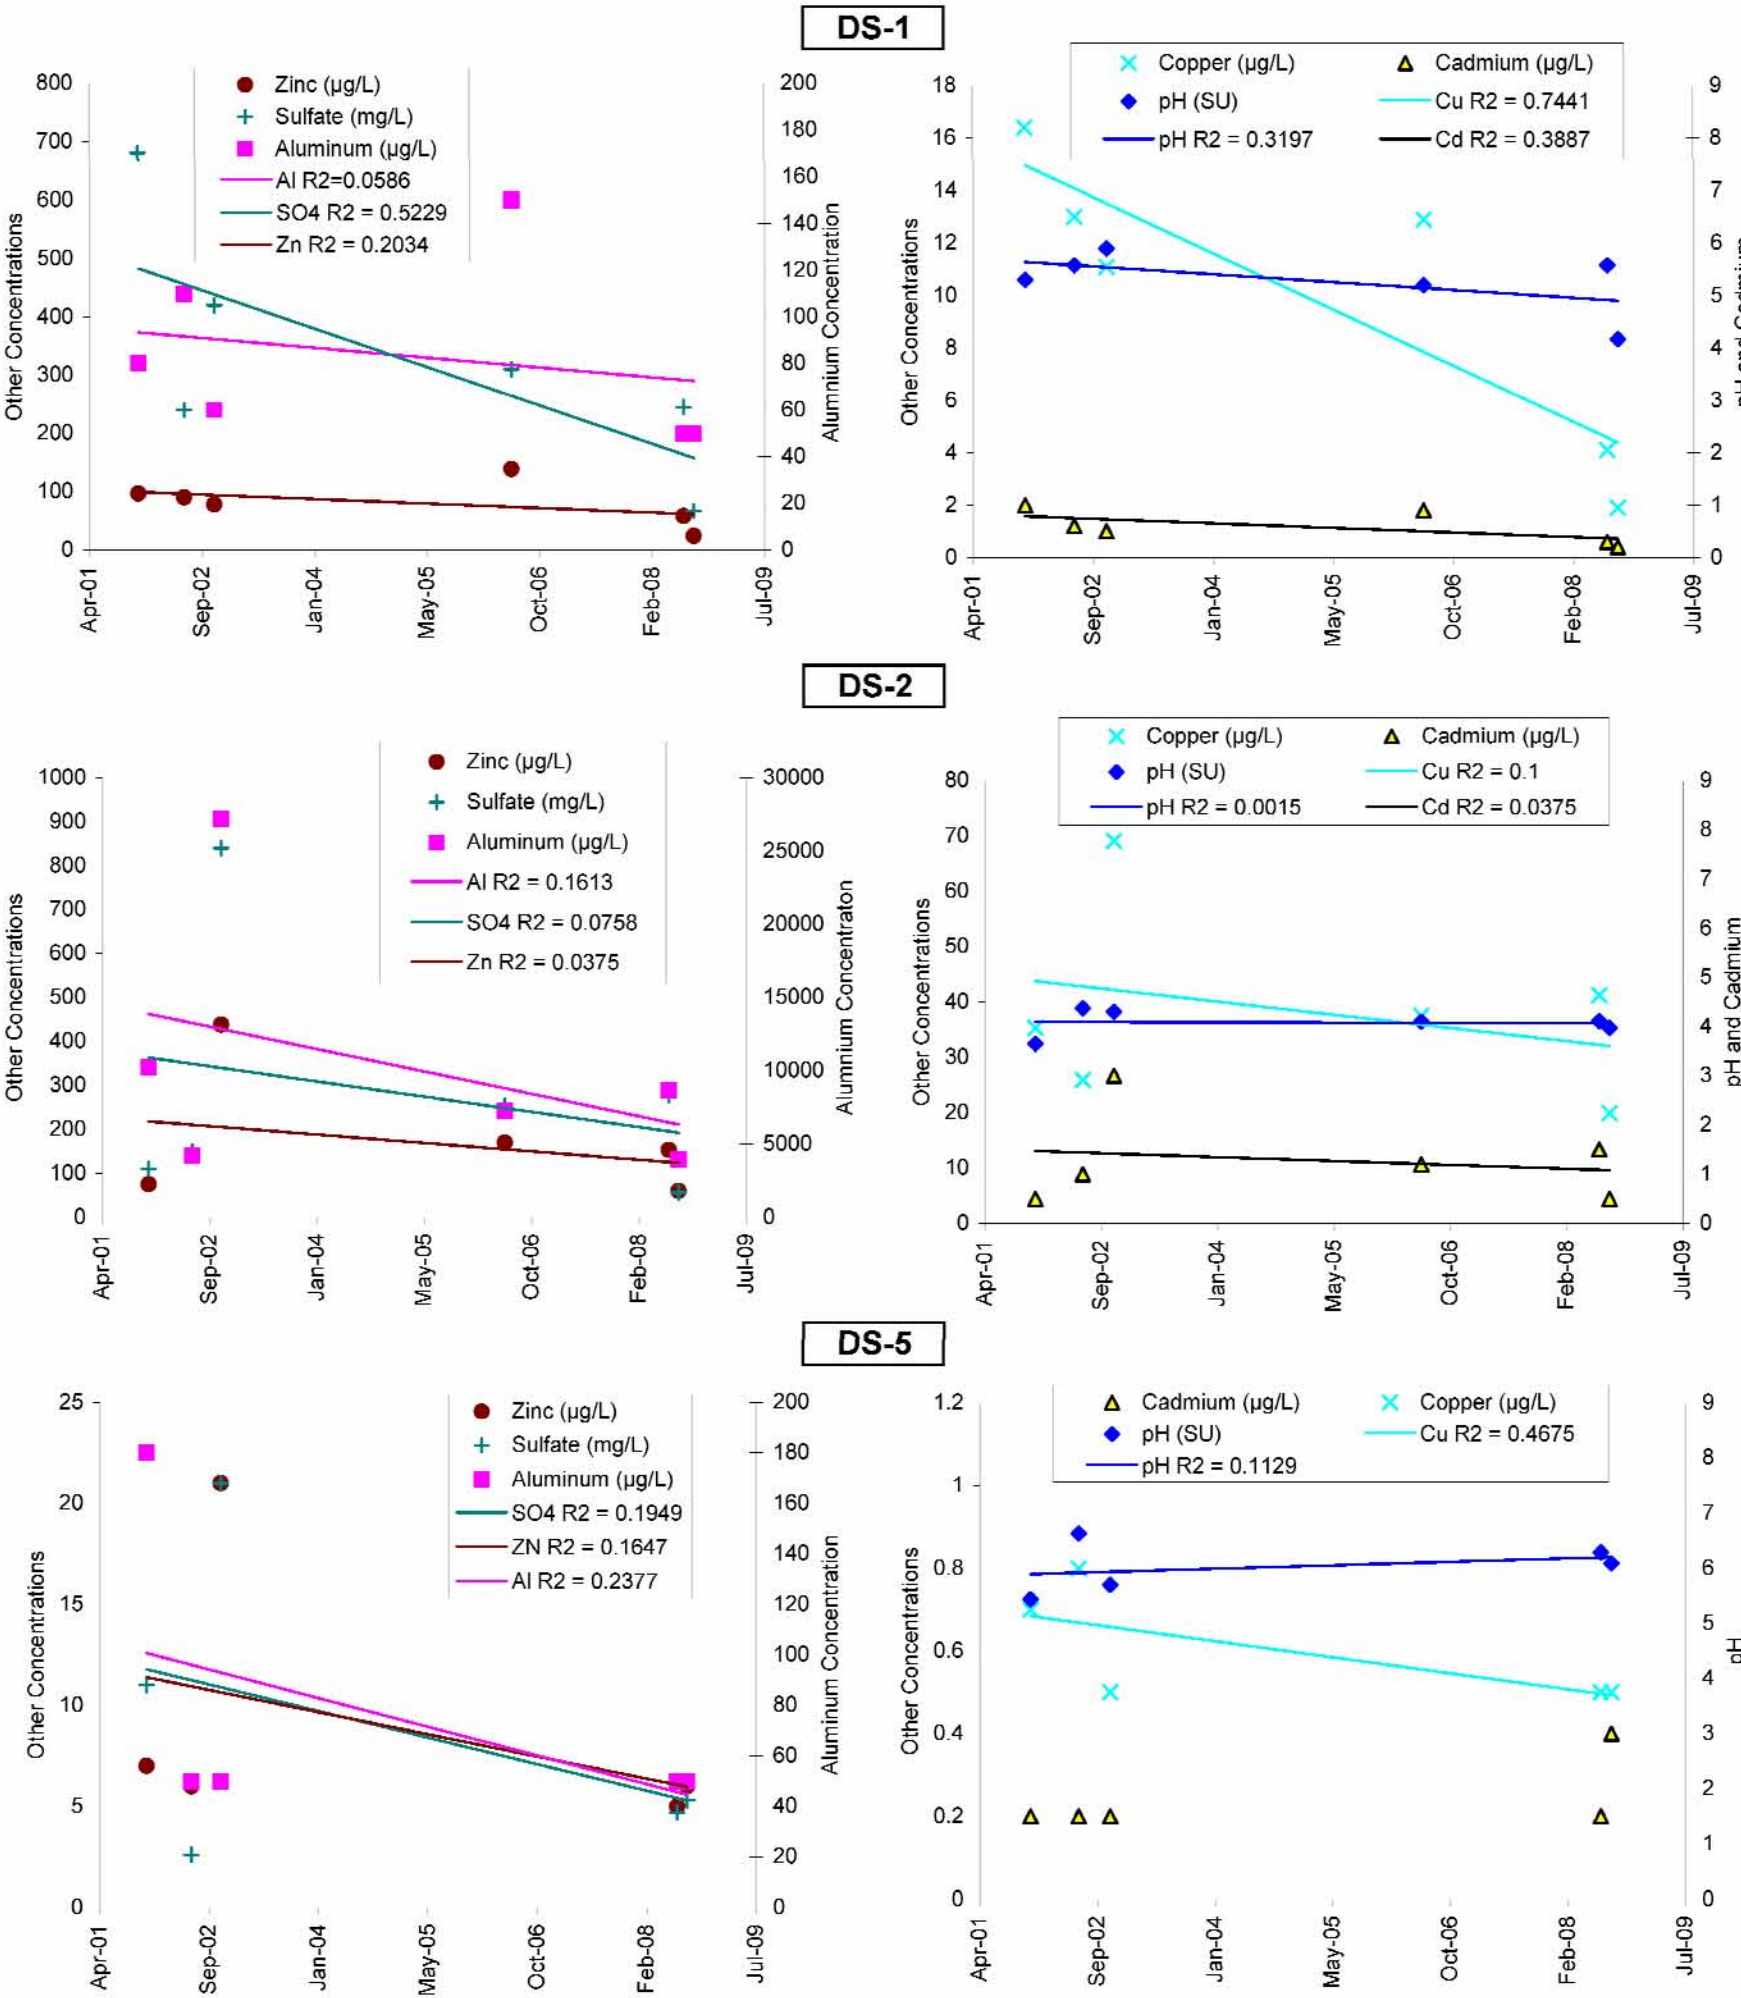 DS-1
Zinc (µg/L)
Sulfate (mg/L)
Aluminum (µg/L)
Al R2=0.0586
SO4 R2 = 0.5229
Zn R2 = 0.2034
800
700
600
500
400
300
200
100
0
Other Concentrations
200
180
160
140
120
100
80
60
40
20
0
Alumnium Concentration
Apr-01
Sep-02
Jan-04
May-05
Oct-06
Feb-08
Jul-09
Copper (µg/L) Cadmium (µg/L)
pH (SU) Cu R2 = 0.7441
pH R2 = 0.3197 Cd R2 = 0.3887
18
16
14
12
10
8
6
4
2
0
Other Concentrations
9
8
7
6
5
4
3
2
1
0
pH and Cadmium
Apr-01
Sep-02
Jan-04
May-05
Oct-06
Feb-08
Jul-09
DS-2
Zinc (µg/L)
Sulfate (mg/L)
Aluminum (µg/L)
Al R2 = 0.1613
SO4 R2 = 0.0758
Zn R2 = 0.0375
1000
900
800
700
600
500
400
300
200
100
0
Other Concentrations
30000
25000
20000
15000
10000
5000
0
Alumnium Concentraton
Apr-01
Sep-02
Jan-04
May-05
Oct-06
Feb-08
Jul-09
Copper (µg/L) Cadmium (µg/L)
pH (SU) Cu R2 = 0.1
pH R2 = 0.0015 Cd R2 = 0.0375
80
70
60
50
40
30
20
10
0
Other Concentrations
9
8
7
6
5
4
3
2
1
0
pH and Cadmium
Apr-01
Sep-02
Jan-04
May-05
Oct-06
Feb-08
Jul-09
DS-5
Zinc (µg/L)
Sulfate (mg/L)
Aluminum (µg/L)
SO4 R2 = 0.1949
ZN R2 = 0.1647
Al R2 = 0.2377
25
20
15
10
5
0
Other Concentrations
200
180
160
140
120
100
80
60
40
20
0
Aluminum Concentration
Apr-01
Sep-02
Jan-04
May-05
Oct-06
Feb-08
Jul-09
Cadmium (µg/L) Copper (µg/L)
pH (SU) Cu R2 = 0.4675
pH R2 = 0.1129
1.2
1
0.8
0.6
0.4
0.2
0
Other Concentrations
9
8
7
6
5
4
3
2
1
0
pH
Apr-01
Sep-02
Jan-04
May-05
Oct-06
Feb-08
Jul-09